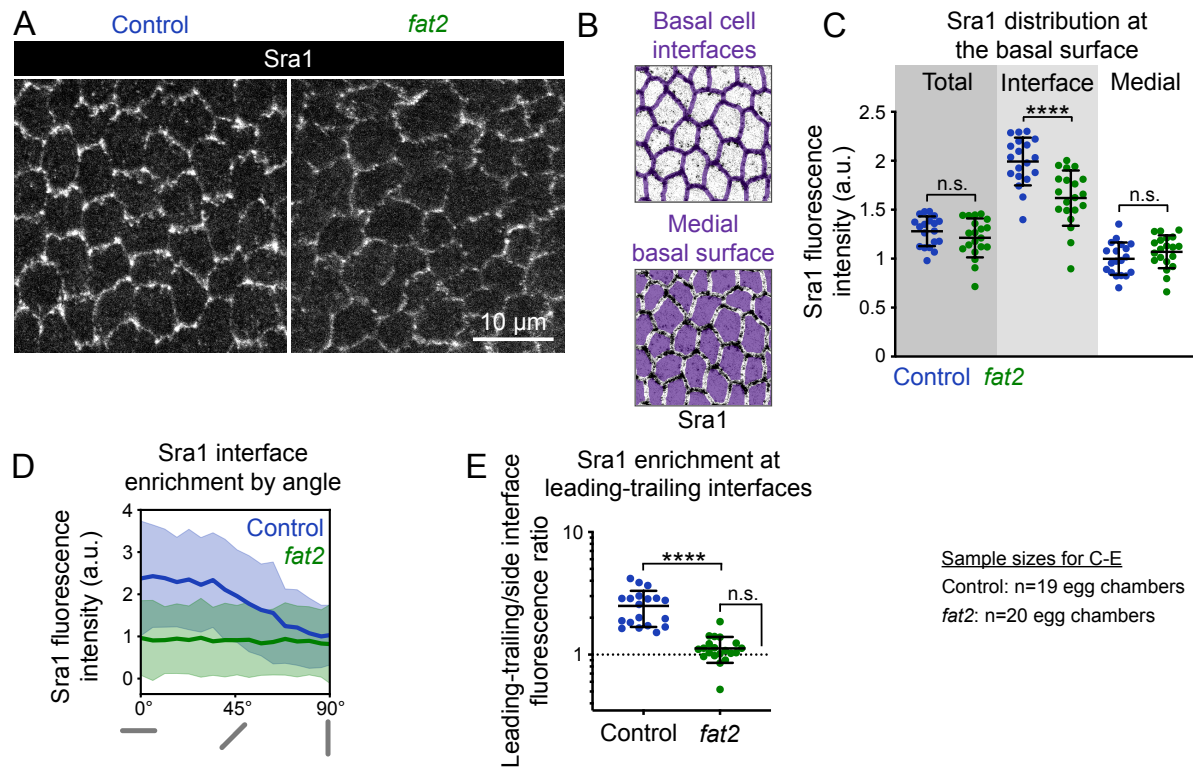 A
Control
fat2
Sra1
10 μm
B
Basal cell
interfaces
Medial
basal surface
Sra1
C
Sra1 distribution at
the basal surface
Total
Interface
Medial
Sra1 fluorescence
intensity (a.u.)
2.5
2
1.5
1
0.5
0
n.s.
****
n.s.
Control fat2
D
Sra1 interface
enrichment by angle
Sra1 fluorescence
intensity (a.u.)
4
3
2
1
0
Control
fat2
0°
45°
90°
E
Sra1 enrichment at
leading-trailing interfaces
Leading-trailing/side interface
fluorescence ratio
10
1
****
n.s.
Control
fat2
Sample sizes for C-E
Control: n=19 egg chambers
fat2: n=20 egg chambers